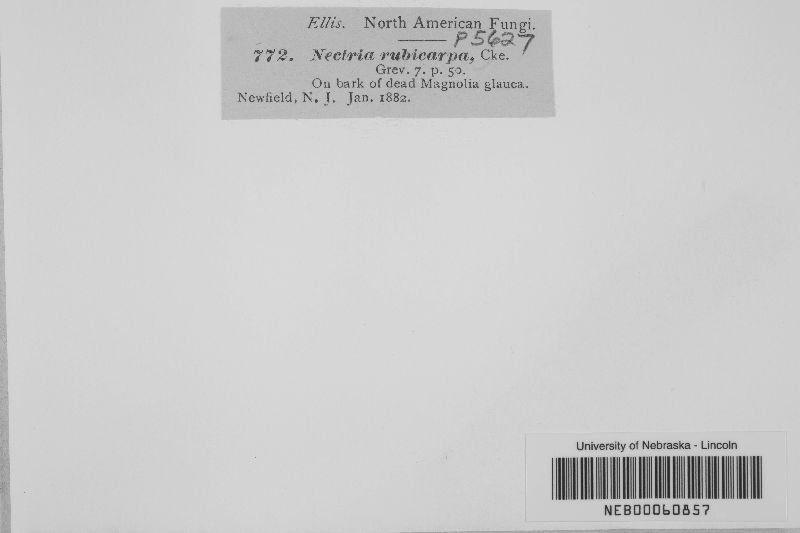 Ellis. North American Fungi.
P5627
772. Nectria rubicarpa, Cke.
Grev. 7. p. 50.
On bark of dead Magnolia glauca.
Newfield, N. J. Jan. 1882.
University of Nebraska - Lincoln
NEB00060857